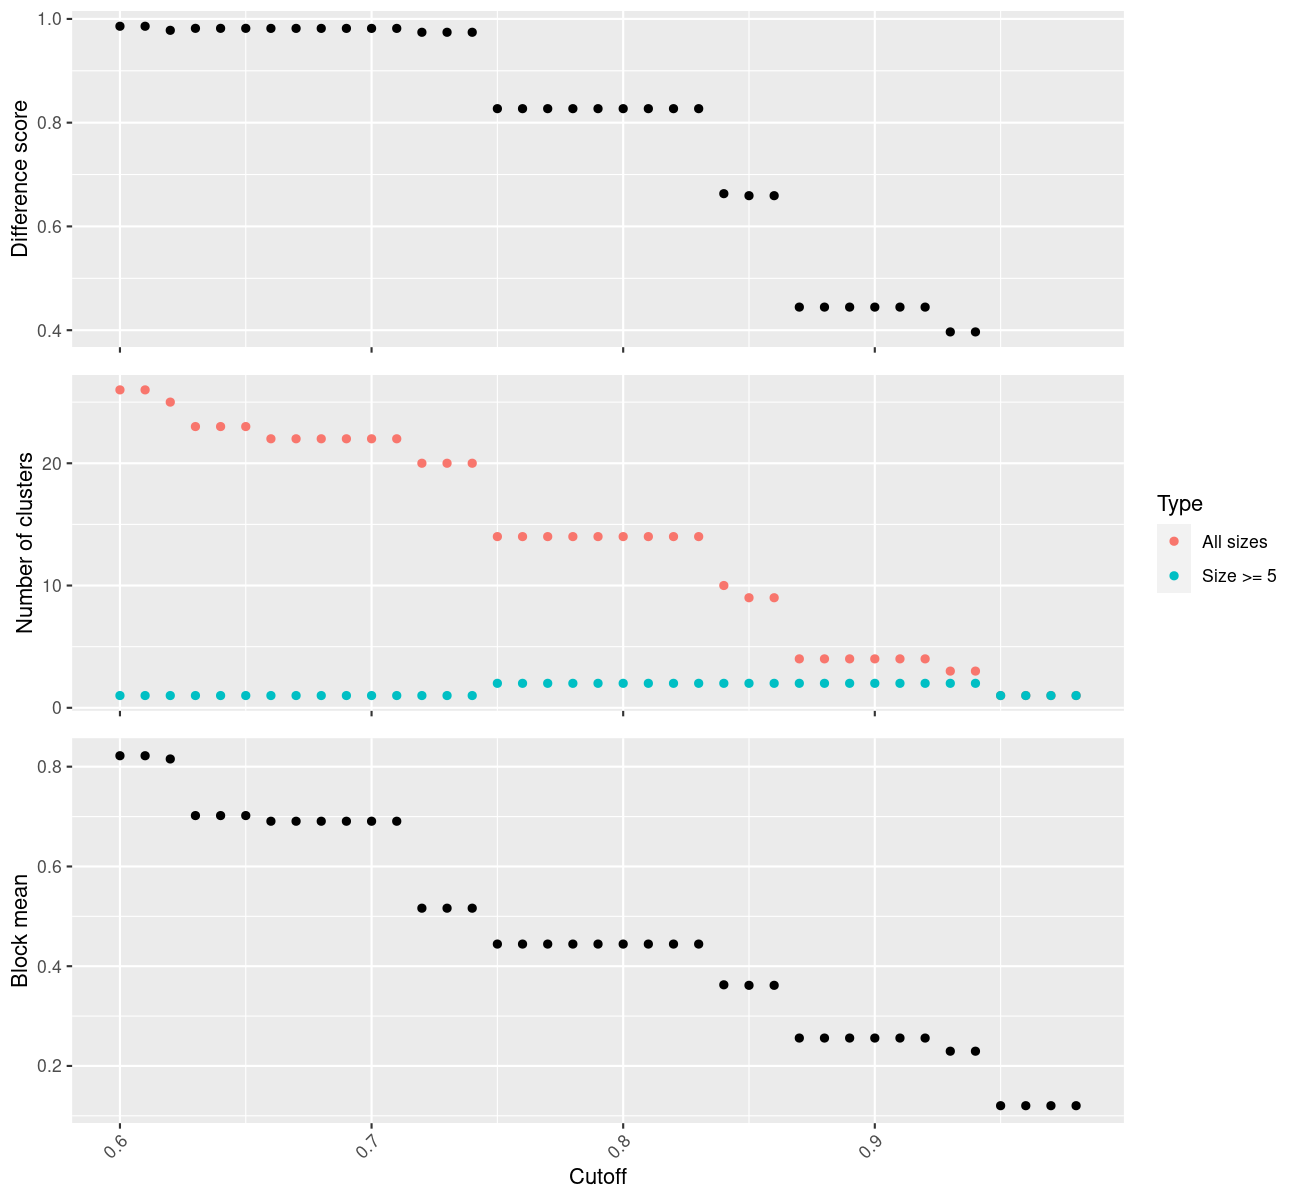 Difference score
1.0
0.8
0.6
0.4
Number of clusters
20
10
0
Type
All sizes
Size >= 5
Block mean
0.8
0.6
0.4
0.2
0.6 0.7 0.8 0.9
Cutoff